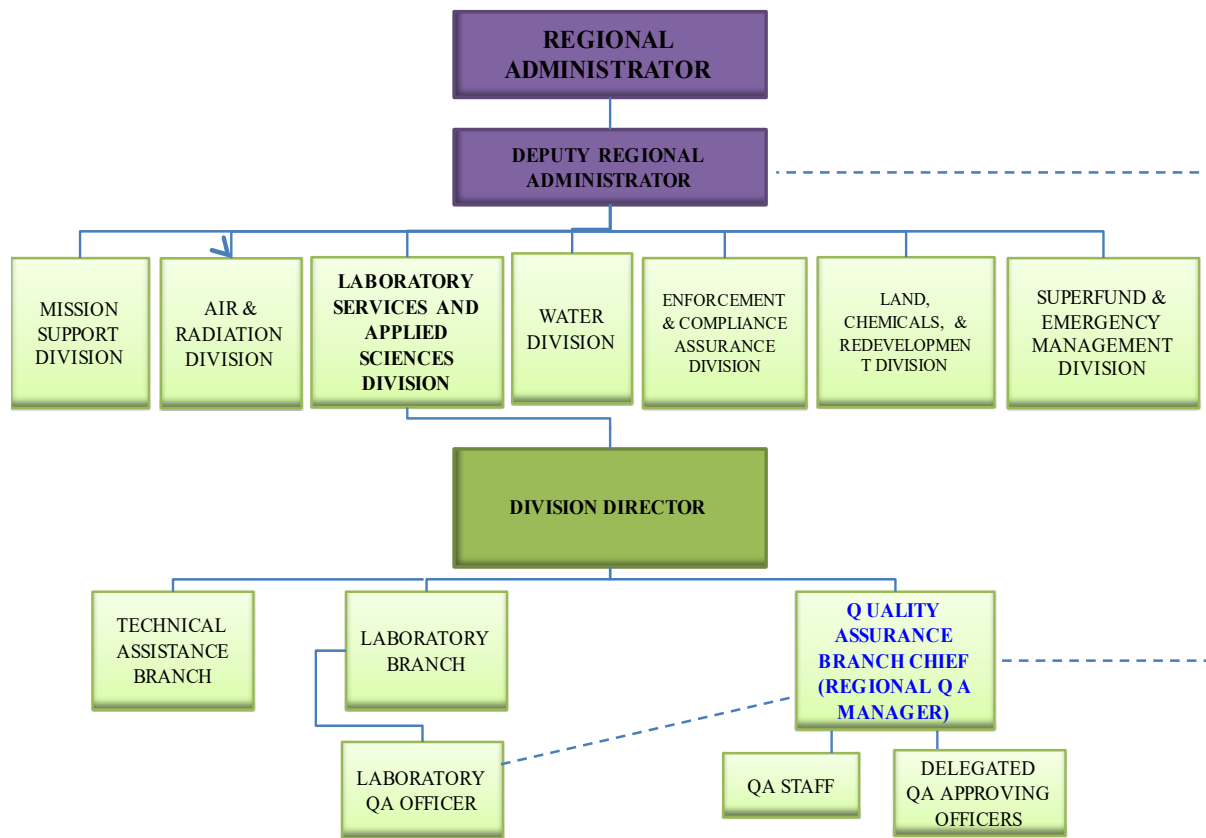 REGIONAL
ADMINISTRATOR
DEPUTY REGIONAL
ADMINISTRATOR
MISSION
SUPPORT
DIVISION
AIR &
RADIATION
DIVISION
LABORATORY
SERVICES AND
APPLIED
SCIENCES
DIVISION
WATER
DIVISION
ENFORCEMENT
& COMPLIANCE
ASSURANCE
DIVISION
LAND,
CHEMICALS, &
REDEVELOPMEN
T DIVISION
SUPERFUND &
EMERGENCY
MANAGEMENT
DIVISION
DIVISION DIRECTOR
TECHNICAL
ASSISTANCE
BRANCH
LABORATORY
BRANCH
Q UALITY
ASSURANCE
BRANCH CHIEF
(REGIONAL Q A
MANAGER)
LABORATORY
QA OFFICER
QA STAFF
DELEGATED
QA APPROVING
OFFICERS